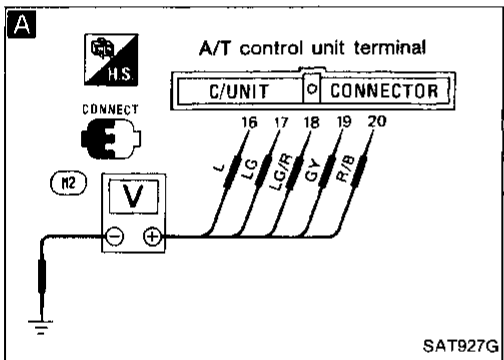 A
A/T control unit terminal
H.S.
C/UNIT CONNECTOR
CONNECT
16 17 18 19 20
L LG LG/R GY R/B
M2
V
SAT927G